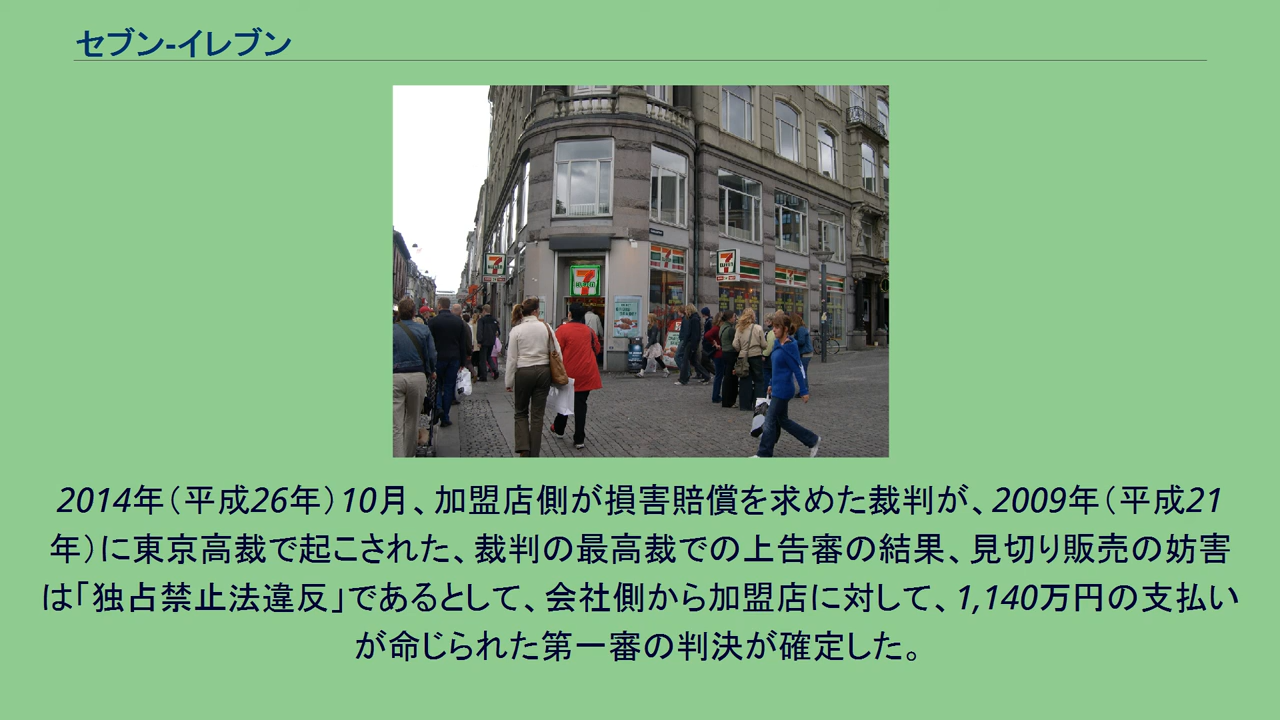 セブン-イレブン
7
2014年（平成26年）10月、加盟店側が損害賠償を求めた裁判が、2009年（平成21
年）に東京高裁で起こされた、裁判の最高裁での上告審の結果、見切り販売の妨害
は「独占禁止法違反」であるとして、会社側から加盟店に対して、1,140万円の支払い
が命じられた第一審の判決が確定した。